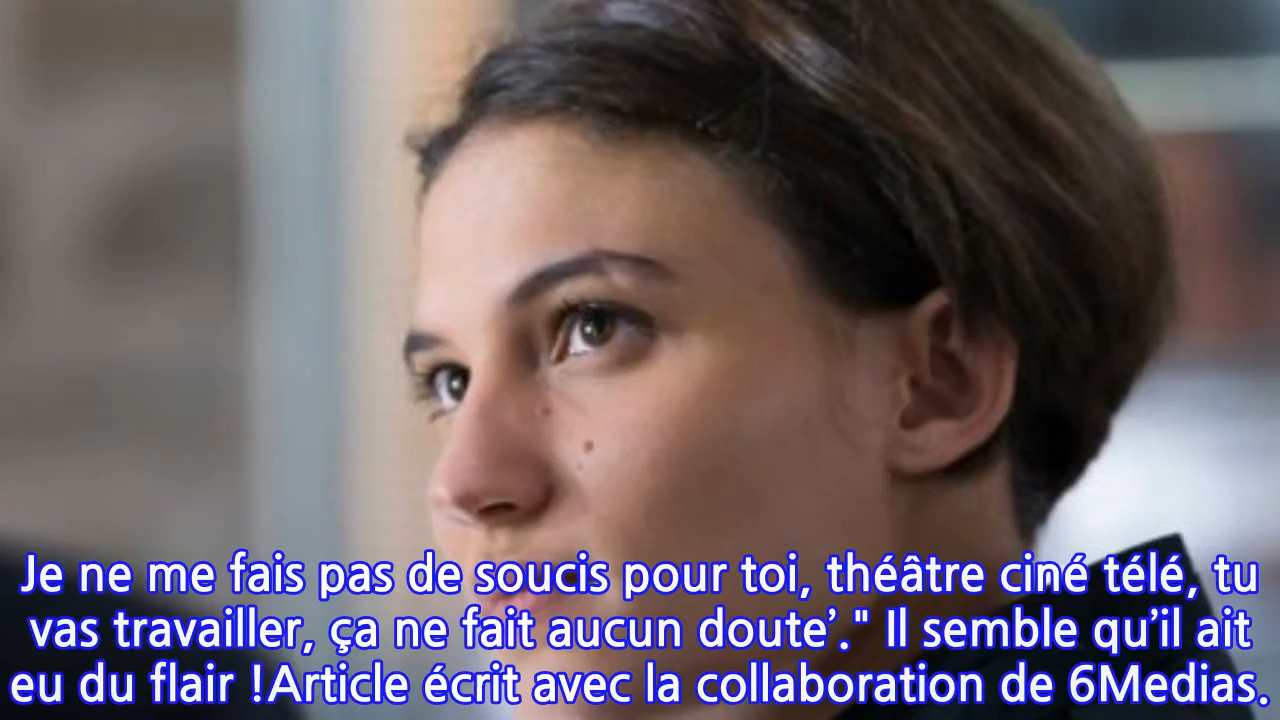 Je ne me fais pas de soucis pour toi, théâtre ciné télé, tu
vas travailler, ça ne fait aucun doute’." Il semble qu’il ait
eu du flair !Article écrit avec la collaboration de 6Medias.